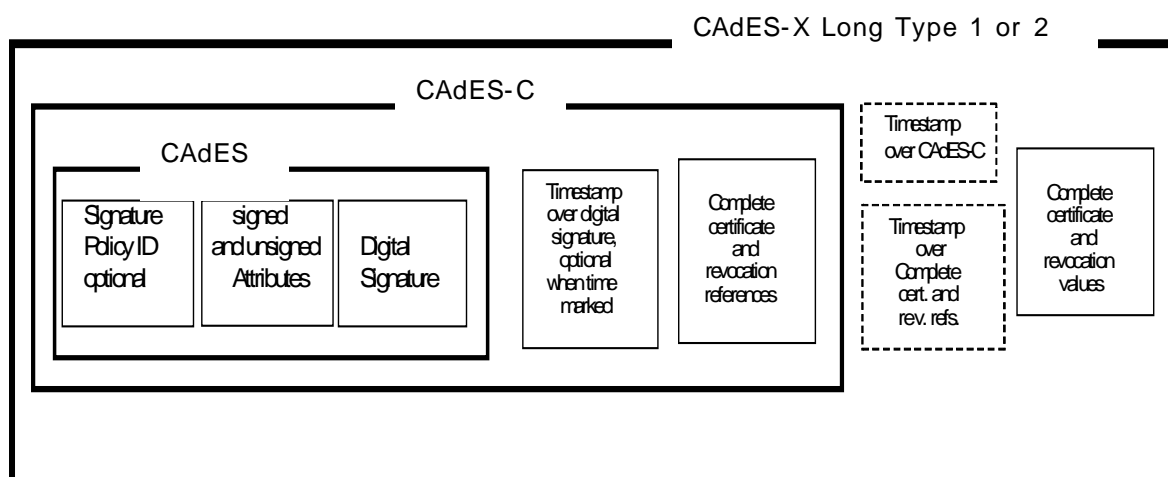 CAdES-X Long Type 1 or 2
CAdES-C
CAdES
Signature
Policy ID
optional
signed
and unsigned
Attributes
Digital
Signature
Timestamp
over digital
signature,
optional
when time
marked
Complete
certificate
and
revocation
references
Timestamp
over CAdES-C
Timestamp
over
Complete
cert. and
rev. refs.
Complete
certificate
and
revocation
values